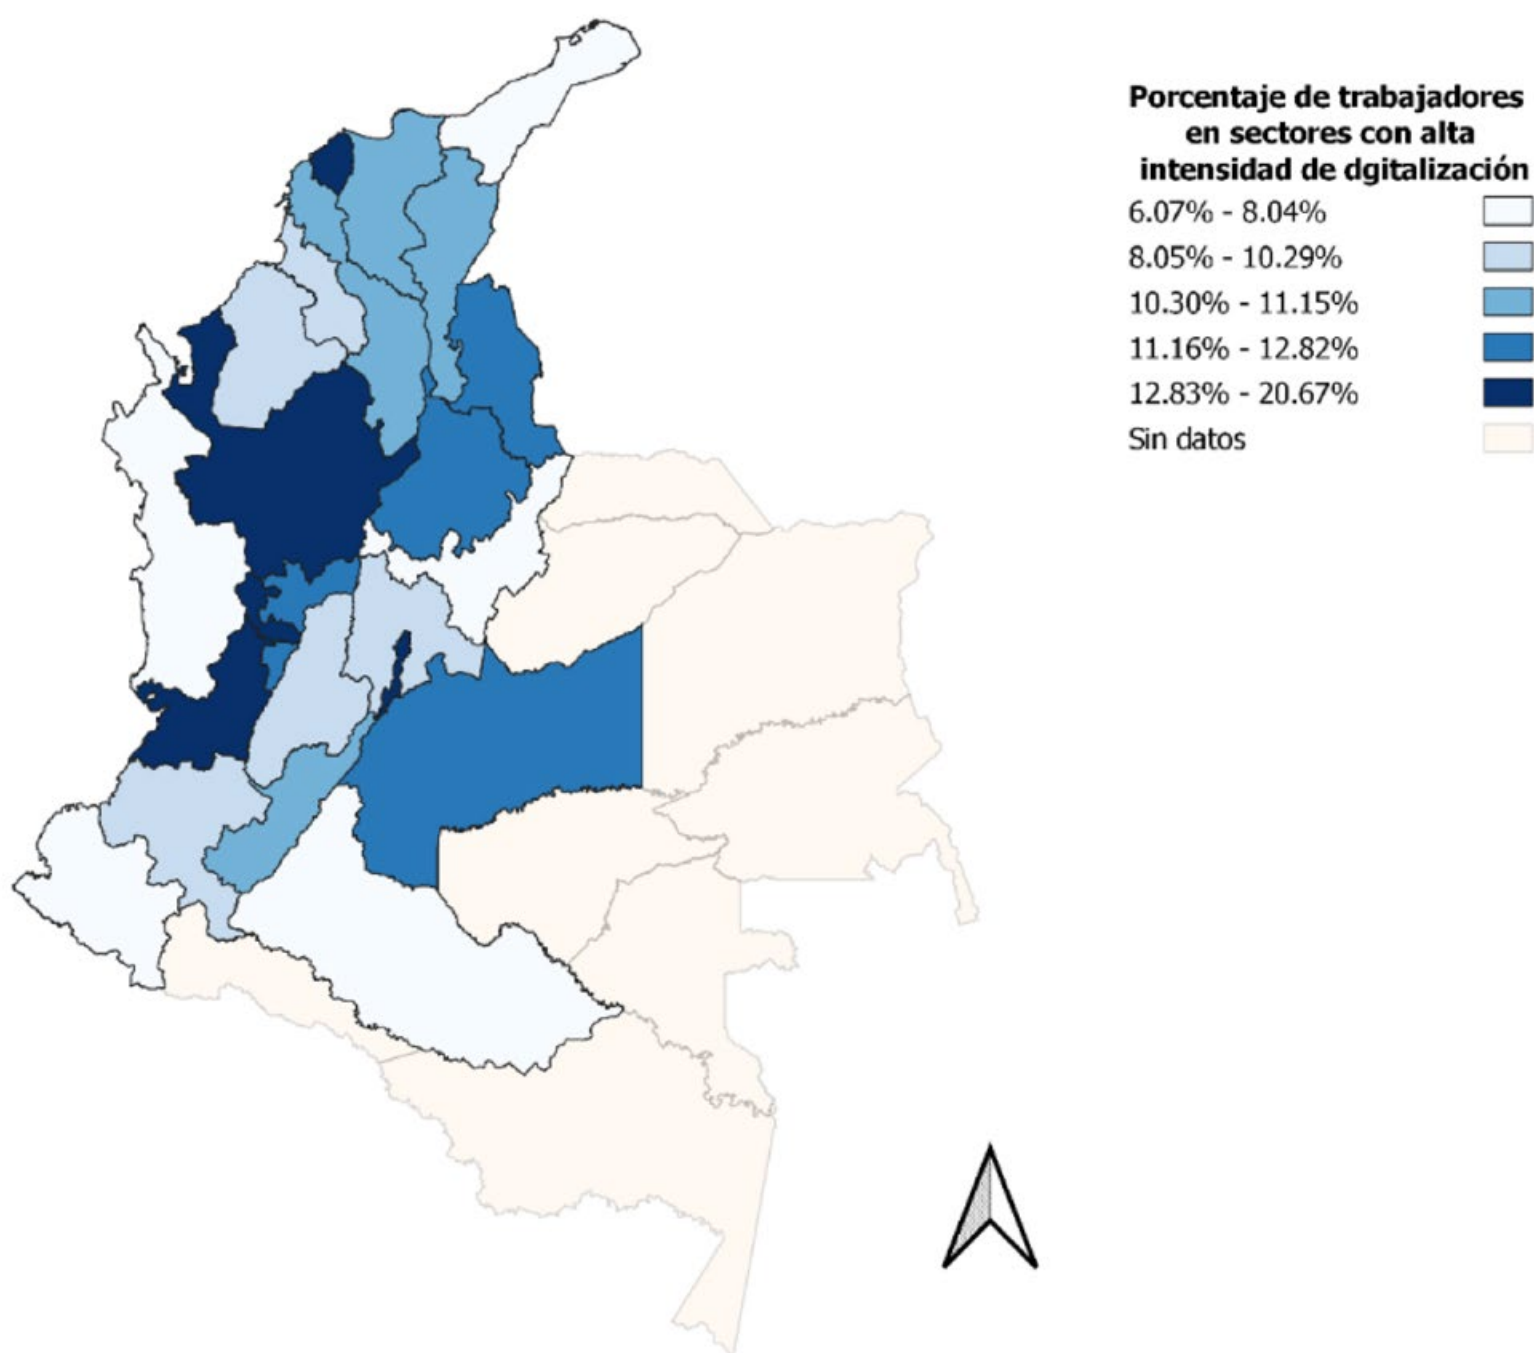 Porcentaje de trabajadores
en sectores con alta
intensidad de dgitalización
6.07% - 8.04%
8.05% - 10.29%
10.30% - 11.15%
11.16% - 12.82%
12.83% - 20.67%
Sin datos